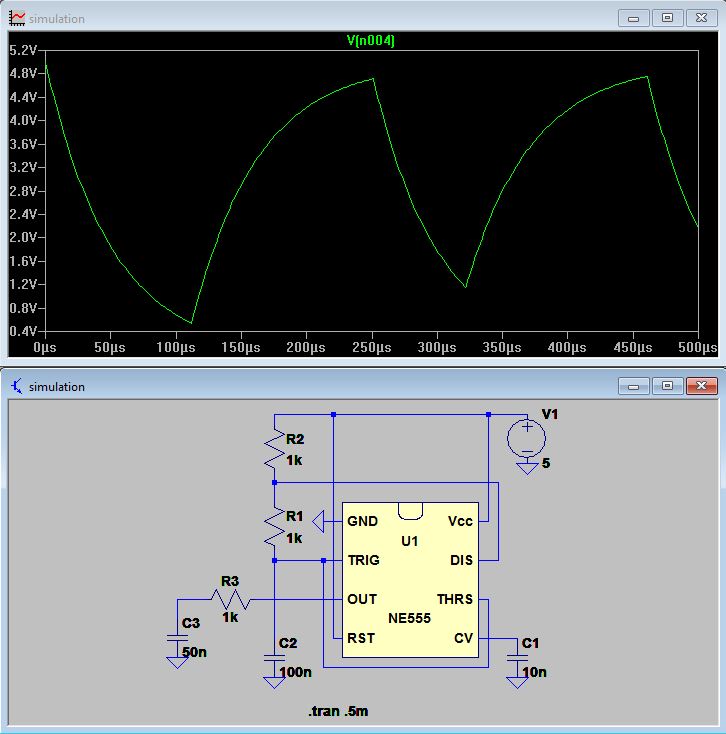 simulation
V(n004)
5.2V
4.8V
4.4V
4.0V
3.6V
3.2V
2.8V
2.4V
2.0V
1.6V
1.2V
0.8V
0.4V
0µs 50µs 100µs 150µs 200µs 250µs 300µs 350µs 400µs 450µs 500µs
simulation
V1
5
R2
1k
R1
1k
GND Vcc
U1
TRIG DIS
R3
1k
OUT THRS
NE555
RST CV
C3
50n
C2
100n
C1
10n
.tran .5m